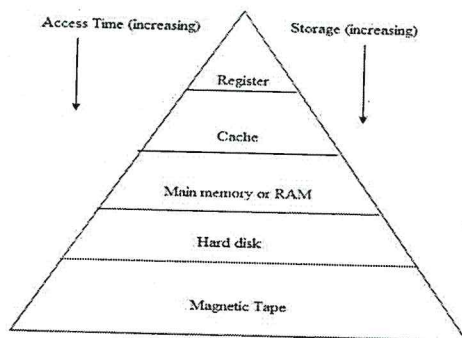 Access Time (increasing)
Storage (increasing)
Register
Cache
Main memory or RAM
Hard disk
Magnetic Tape